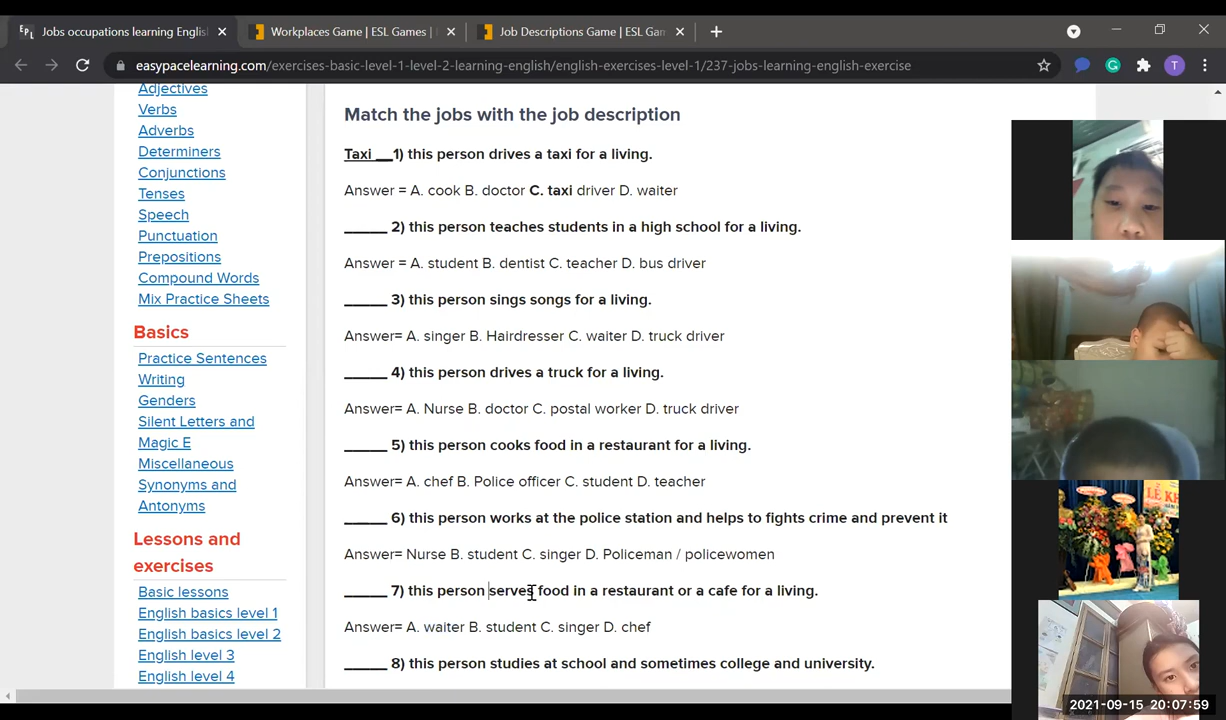 Jobs occupations learning Englis
Workplaces Game | ESL Games |
Job Descriptions Game | ESL Gam
easypacelearning.com/exercises-basic-level-1-level-2-learning-english/english-exercises-level-1/237-jobs-learning-english-exercise
T
Adjectives
Verbs
Adverbs
Determiners
Conjunctions
Tenses
Speech
Punctuation
Prepositions
Compound Words
Mix Practice Sheets
Basics
Practice Sentences
Writing
Genders
Silent Letters and
Magic E
Miscellaneous
Synonyms and
Antonyms
Lessons and
exercises
Basic lessons
English basics level 1
English basics level 2
English level 3
English level 4
Match the jobs with the job description
Taxi __1) this person drives a taxi for a living.
Answer = A. cook B. doctor C. taxi driver D. waiter
_____ 2) this person teaches students in a high school for a living.
Answer = A. student B. dentist C. teacher D. bus driver
_____ 3) this person sings songs for a living.
Answer= A. singer B. Hairdresser C. waiter D. truck driver
_____ 4) this person drives a truck for a living.
Answer= A. Nurse B. doctor C. postal worker D. truck driver
_____ 5) this person cooks food in a restaurant for a living.
Answer= A. chef B. Police officer C. student D. teacher
_____ 6) this person works at the police station and helps to fights crime and prevent it
Answer= Nurse B. student C. singer D. Policeman / policewomen
_____ 7) this person serves food in a restaurant or a cafe for a living.
Answer= A. waiter B. student C. singer D. chef
_____ 8) this person studies at school and sometimes college and university.
LỄ KH
2021-09-15 20:07:59